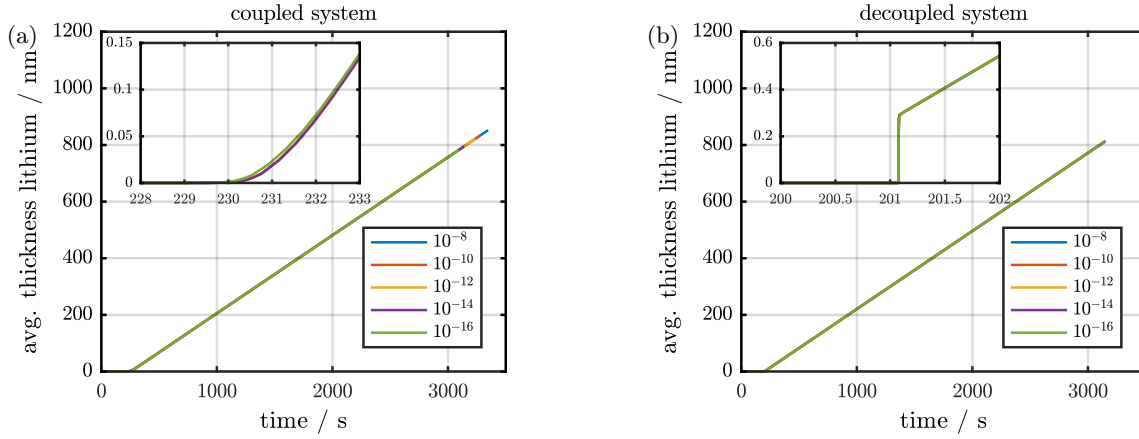 coupled system
(a)
avg. thickness lithium / nm
1200
1000
800
600
400
200
0
0.15
0.1
0.05
0
228 229 230 231 232 233
10⁻⁸
10⁻¹⁰
10⁻¹²
10⁻¹⁴
10⁻¹⁶
0 1000 2000 3000
time / s
decoupled system
(b)
avg. thickness lithium / nm
1200
1000
800
600
400
200
0
0.6
0.4
0.2
0
200 200.5 201 201.5 202
10⁻⁸
10⁻¹⁰
10⁻¹²
10⁻¹⁴
10⁻¹⁶
0 1000 2000 3000
time / s